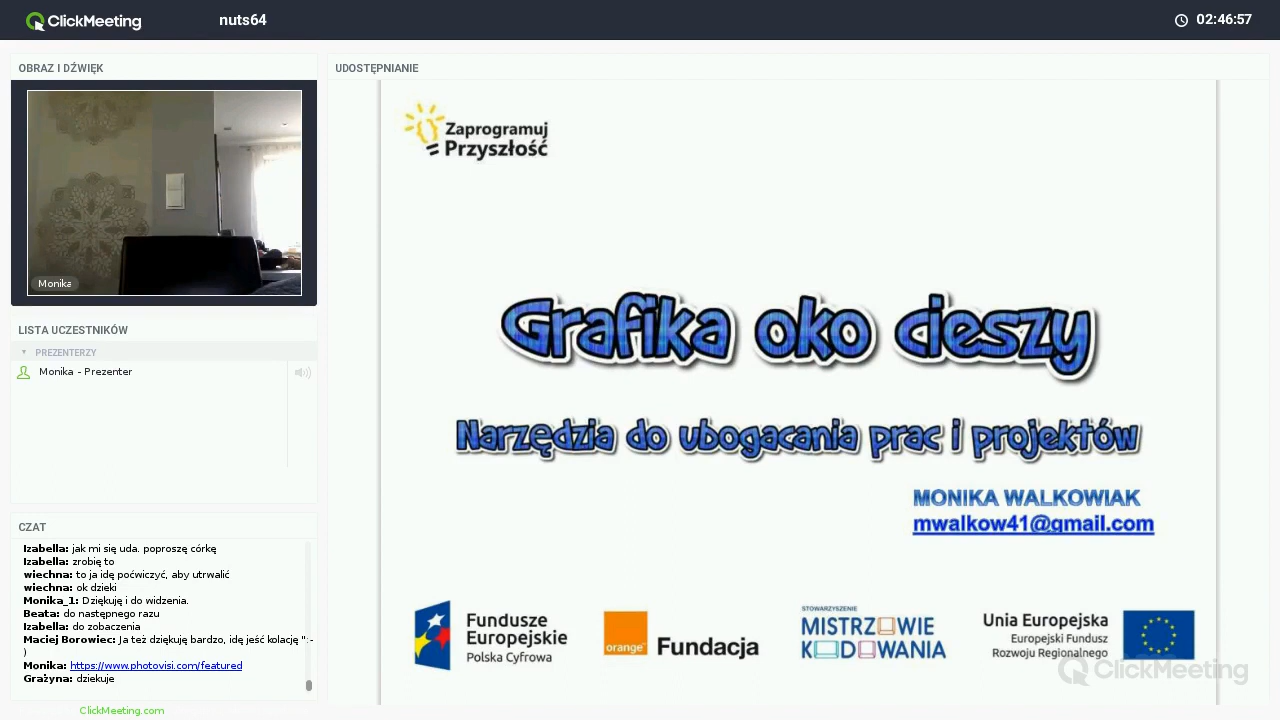 ClickMeeting
nuts64
02:46:57
OBRAZ I DŹWIĘK
Monika
LISTA UCZESTNIKÓW
PREZENTERZY
Monika - Prezenter
CZAT
Izabella: jak mi się uda. poproszę córkę
Izabella: zrobię to
wiechna: to ja idę poćwiczyć, aby utrwalić
wiechna: ok dzieki
Monika_1: Dziękuję i do widzenia.
Beata: do następnego razu
Izabella: do zobaczenia
Maciej Borowiec: Ja też dziękuję bardzo, idę jeść kolację ":-
)
Monika: https://www.photovisi.com/featured
Grażyna: dziekuje
ClickMeeting.com
UDOSTĘPNIANIE
Zaprogramuj
Przyszłość
Grafika oko cieszy
Narzędzia do ubogacania prac i projektów
MONIKA WALKOWIAK
mwalkow41@gmail.com
Fundusze
Europejskie
Polska Cyfrowa
orange
Fundacja
STOWARZYSZENIE
MISTRZOWIE
KODOWANIA
Unia Europejska
Europejski Fundusz
Rozwoju Regionalnego
ClickMeeting